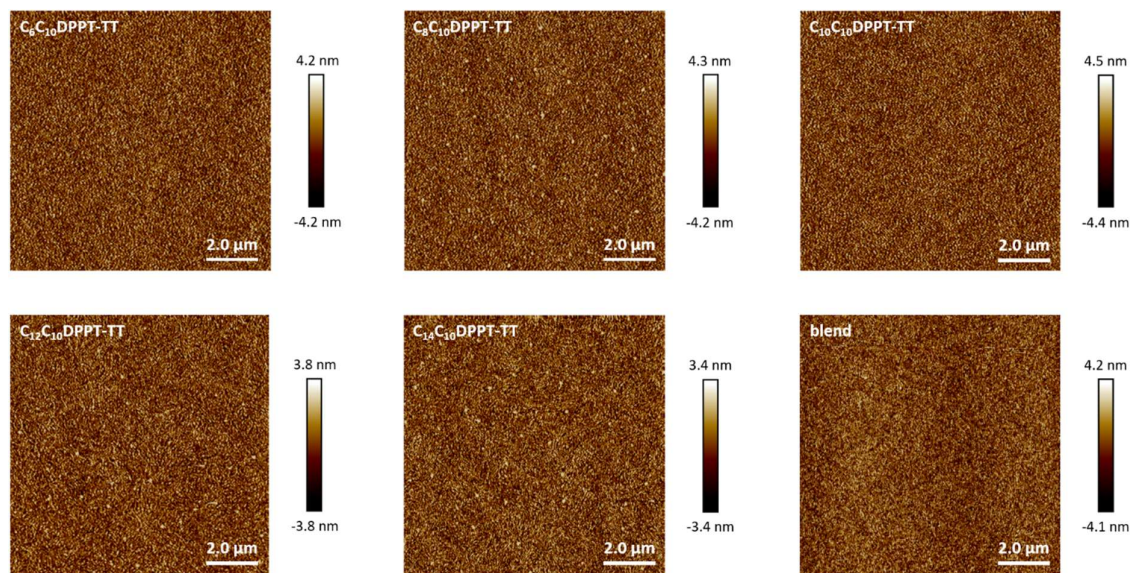 C₆C₁₀DPPT-TT
4.2 nm
-4.2 nm
2.0 μm
C₈C₁₀DPPT-TT
4.3 nm
-4.2 nm
2.0 μm
C₁₀C₁₀DPPT-TT
4.5 nm
-4.4 nm
2.0 μm
C₁₂C₁₀DPPT-TT
3.8 nm
-3.8 nm
2.0 μm
C₁₄C₁₀DPPT-TT
3.4 nm
-3.4 nm
2.0 μm
blend
4.2 nm
-4.1 nm
2.0 μm